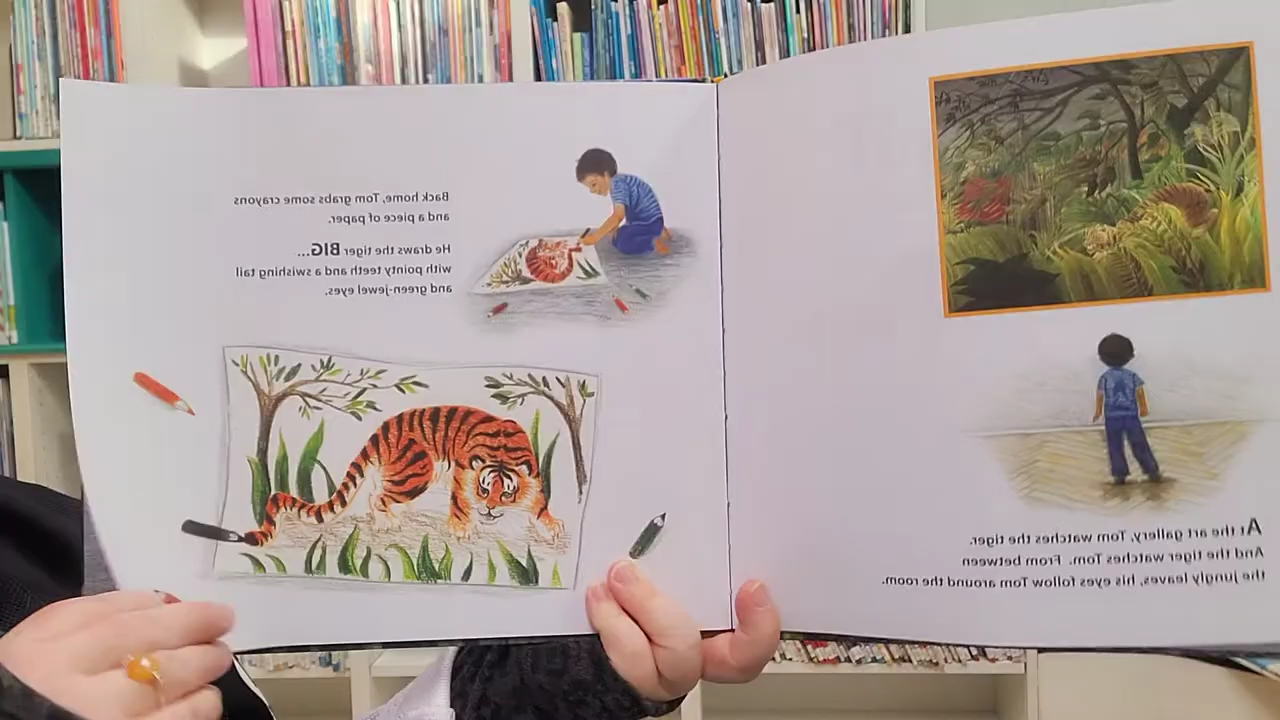 At the art gallery, Tom watches the tiger.
And the tiger watches Tom. From between
the jungly leaves, his eyes follow Tom around the room.
Back home, Tom grabs some crayons
and a piece of paper.
He draws the tiger BIG...
with pointy teeth and a swishing tail
and green-jewel eyes.